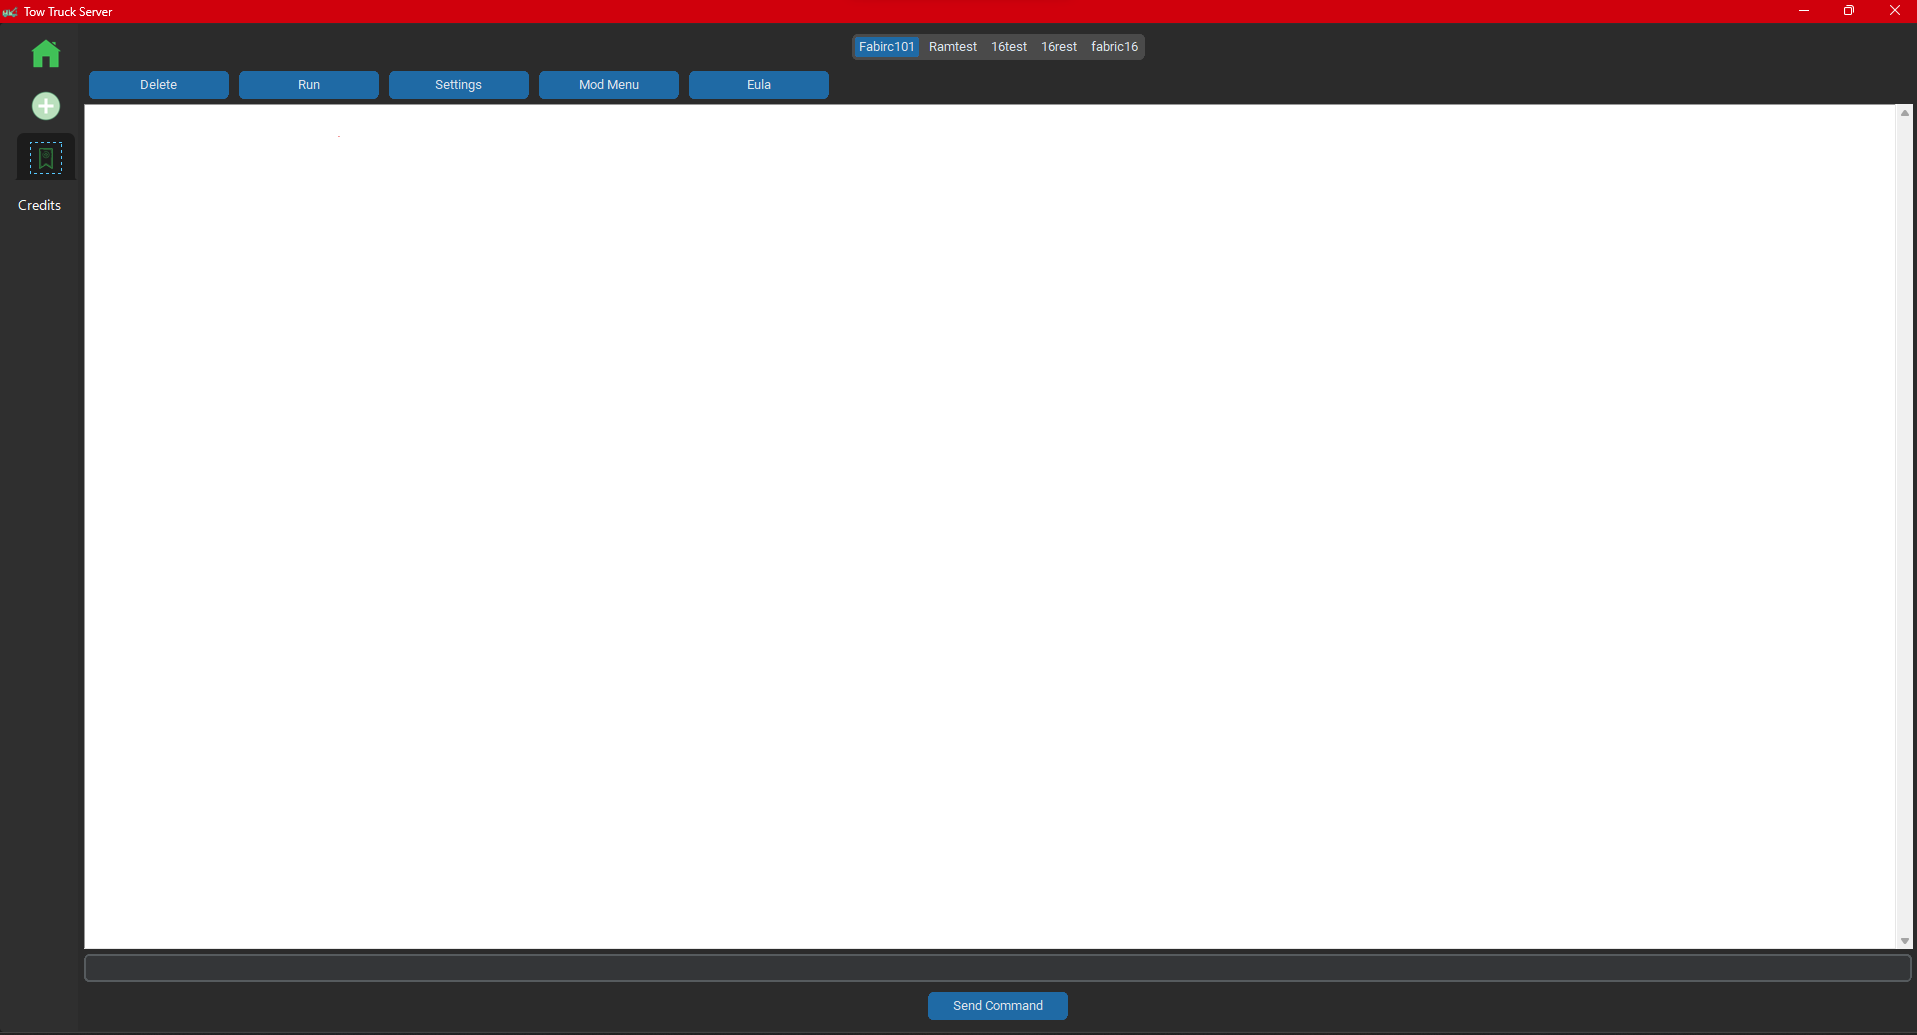 Tow Truck Server
Fabirc101 Ramtest 16test 16rest fabric16
Delete Run Settings Mod Menu Eula
Credits
Send Command